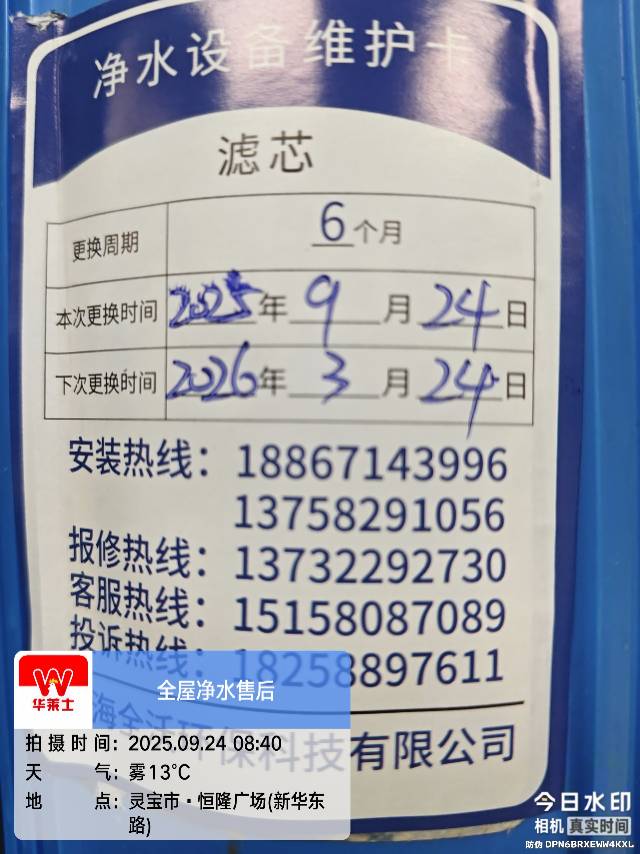 净水设备维护卡
滤芯
更换周期 6个月
本次更换时间 2025年9月24日
下次更换时间 2026年3月24日
安装热线：18867143996
13758291056
报修热线：13732292730
客服热线：15158087089
投诉热线：18258897611
环保科技有限公司
华莱士
全屋净水售后
拍摄时间：2025.09.24 08:40
天气：雾13℃
地点：灵宝市·恒隆广场(新华东
路)
今日水印
相机 真实时间
防伪 DPN6BRXEWW4KXL